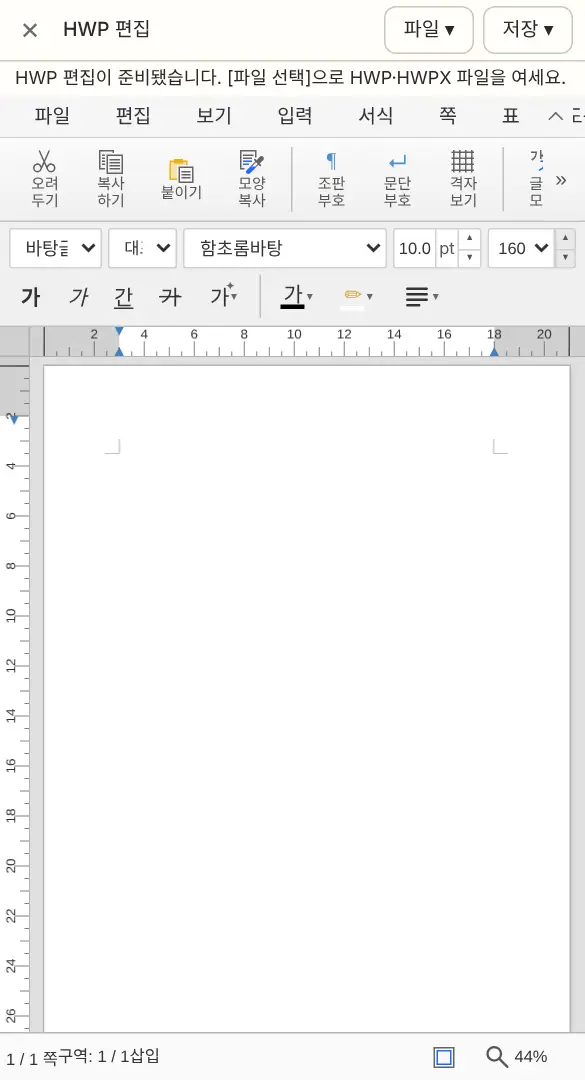 ✕ HWP 편집 파일 ▾ 저장 ▾
HWP 편집이 준비됐습니다. [파일 선택]으로 HWP·HWPX 파일을 여세요.
파일 편집 보기 입력 서식 쪽 표
오려 복사 붙이기 모양 조판 문단 격자 글 »
두기 하기 복사 부호 부호 보기 모
바탕글 대 함초롬바탕 10.0 pt 160
가 가 간 가 가 가
2 4 6 8 10 12 14 16 18 20
2
4
6
8
10
12
14
16
18
20
22
24
26
1 / 1 쪽 구역: 1 / 1 삽입 44%